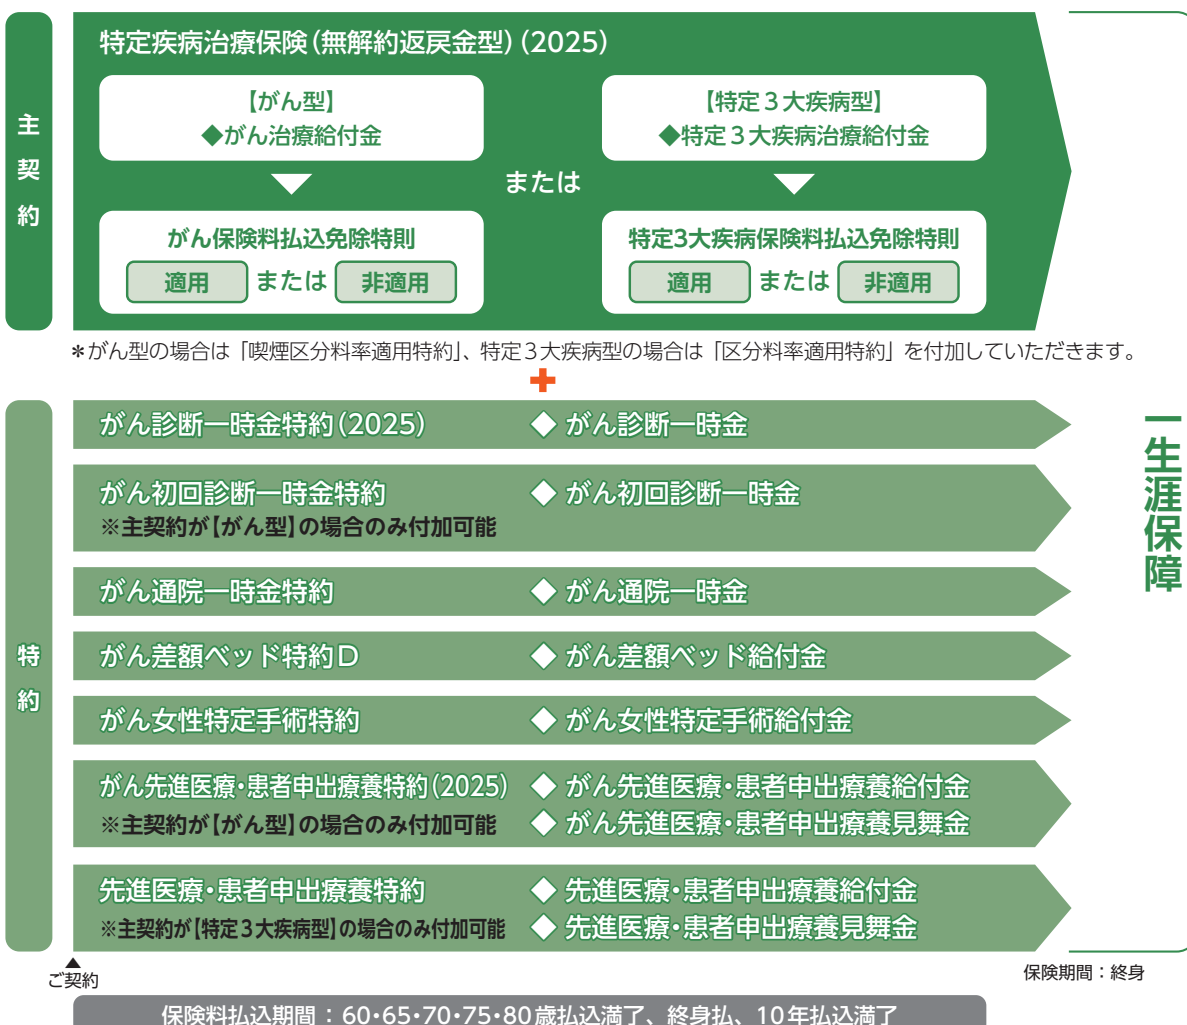 主契約
特定疾病治療保険(無解約返戻金型)(2025)
【がん型】
◆がん治療給付金
または
【特定3大疾病型】
◆特定3大疾病治療給付金
がん保険料払込免除特則
適用 または 非適用
特定3大疾病保険料払込免除特則
適用 または 非適用
＊がん型の場合は「喫煙区分料率適用特約」、特定3大疾病型の場合は「区分料率適用特約」を付加していただきます。
特約
がん診断一時金特約(2025) ◆ がん診断一時金
がん初回診断一時金特約 ◆ がん初回診断一時金
※主契約が【がん型】の場合のみ付加可能
がん通院一時金特約 ◆ がん通院一時金
がん差額ベッド特約D ◆ がん差額ベッド給付金
がん女性特定手術特約 ◆ がん女性特定手術給付金
がん先進医療・患者申出療養特約(2025) ◆ がん先進医療・患者申出療養給付金
※主契約が【がん型】の場合のみ付加可能 ◆ がん先進医療・患者申出療養見舞金
先進医療・患者申出療養特約 ◆ 先進医療・患者申出療養給付金
※主契約が【特定3大疾病型】の場合のみ付加可能 ◆ 先進医療・患者申出療養見舞金
一生涯保障
▲
ご契約
保険期間：終身
保険料払込期間：60・65・70・75・80歳払込満了、終身払、10年払込満了